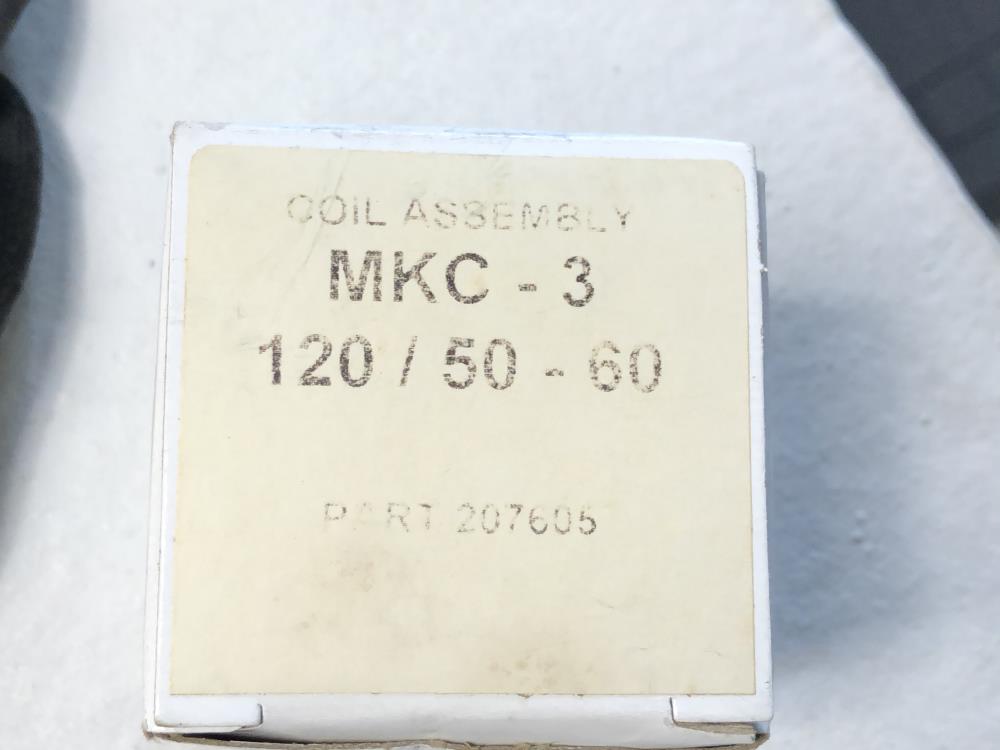 COIL ASSEMBLY
MKC - 3
120 / 50 - 60
PART 207605